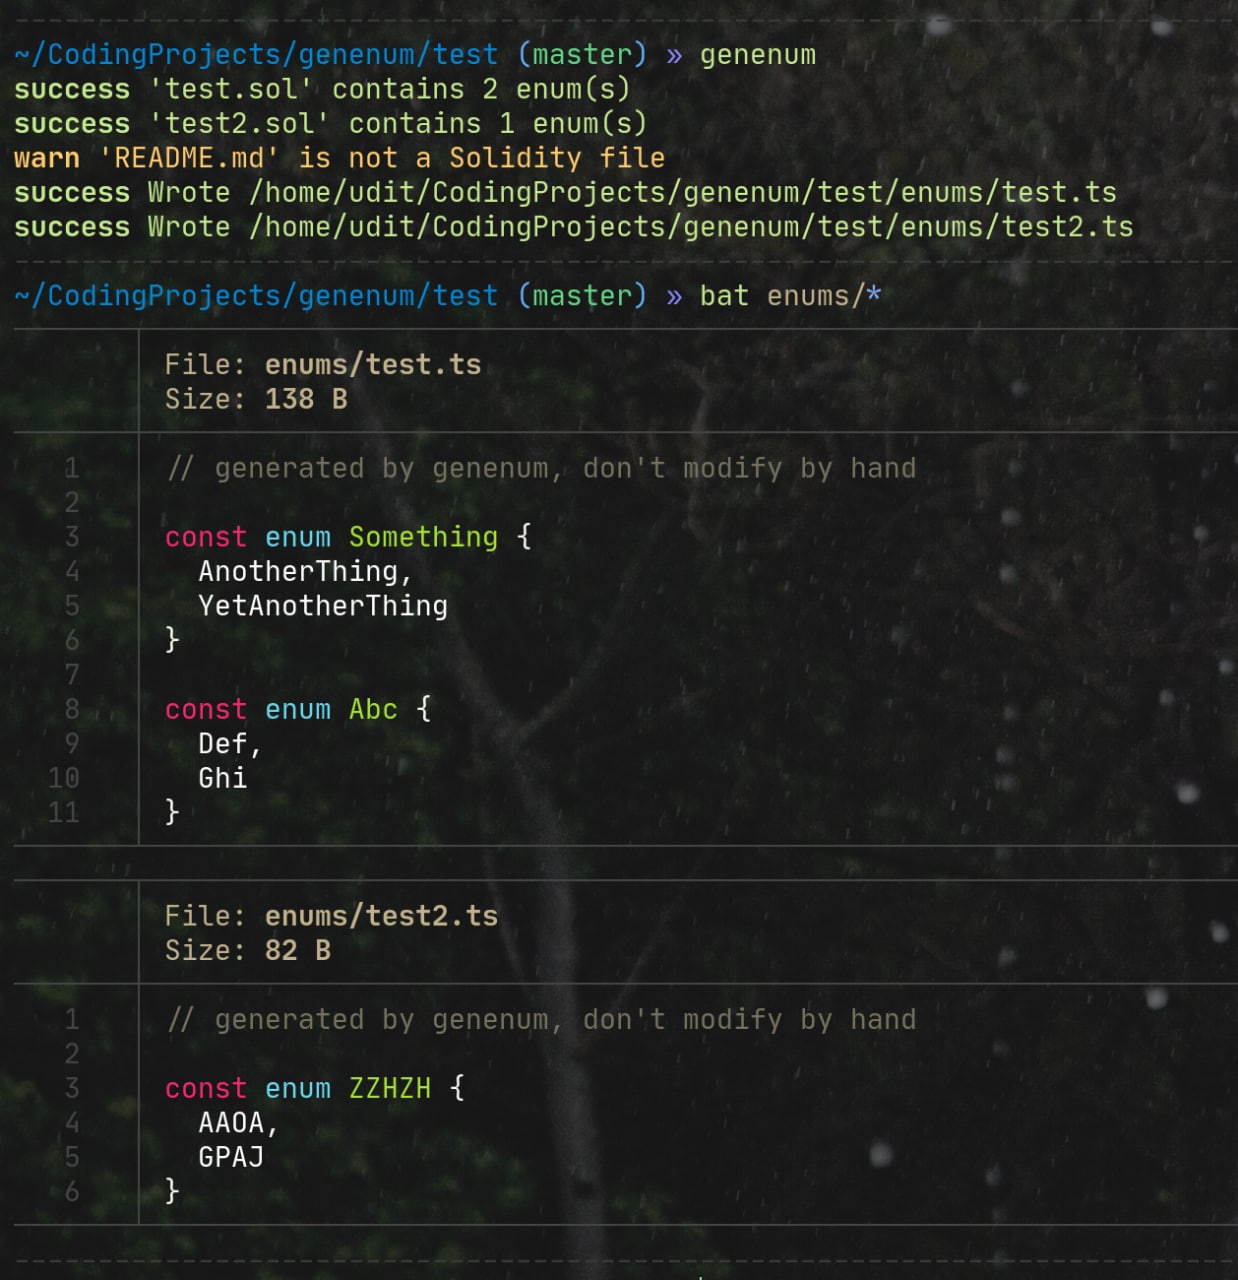 ~/CodingProjects/genenum/test (master) » genenum
success 'test.sol' contains 2 enum(s)
success 'test2.sol' contains 1 enum(s)
warn 'README.md' is not a Solidity file
success Wrote /home/udit/CodingProjects/genenum/test/enums/test.ts
success Wrote /home/udit/CodingProjects/genenum/test/enums/test2.ts
~/CodingProjects/genenum/test (master) » bat enums/*
File: enums/test.ts
Size: 138 B
1 // generated by genenum, don't modify by hand
2
3 const enum Something {
4   AnotherThing,
5   YetAnotherThing
6 }
7
8 const enum Abc {
9   Def,
10   Ghi
11 }
File: enums/test2.ts
Size: 82 B
1 // generated by genenum, don't modify by hand
2
3 const enum ZZHZH {
4   AAOA,
5   GPAJ
6 }